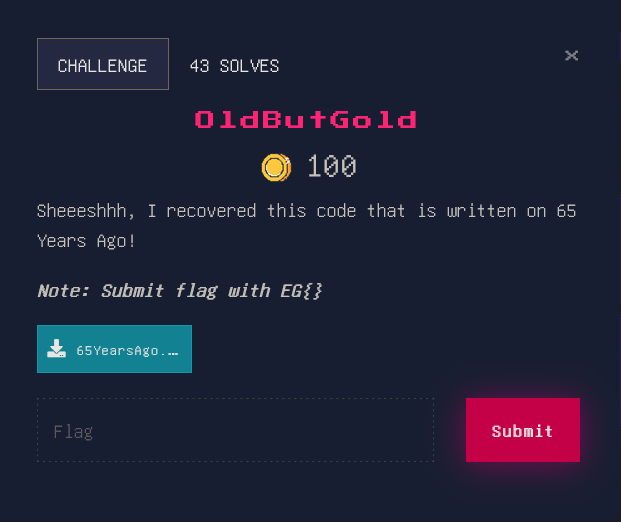 CHALLENGE
43 SOLVES
×
OldButGold
100
Sheeeshhh, I recovered this code that is written on 65
Years Ago!
Note: Submit flag with EG{}
65YearsAgo.…
Flag
Submit